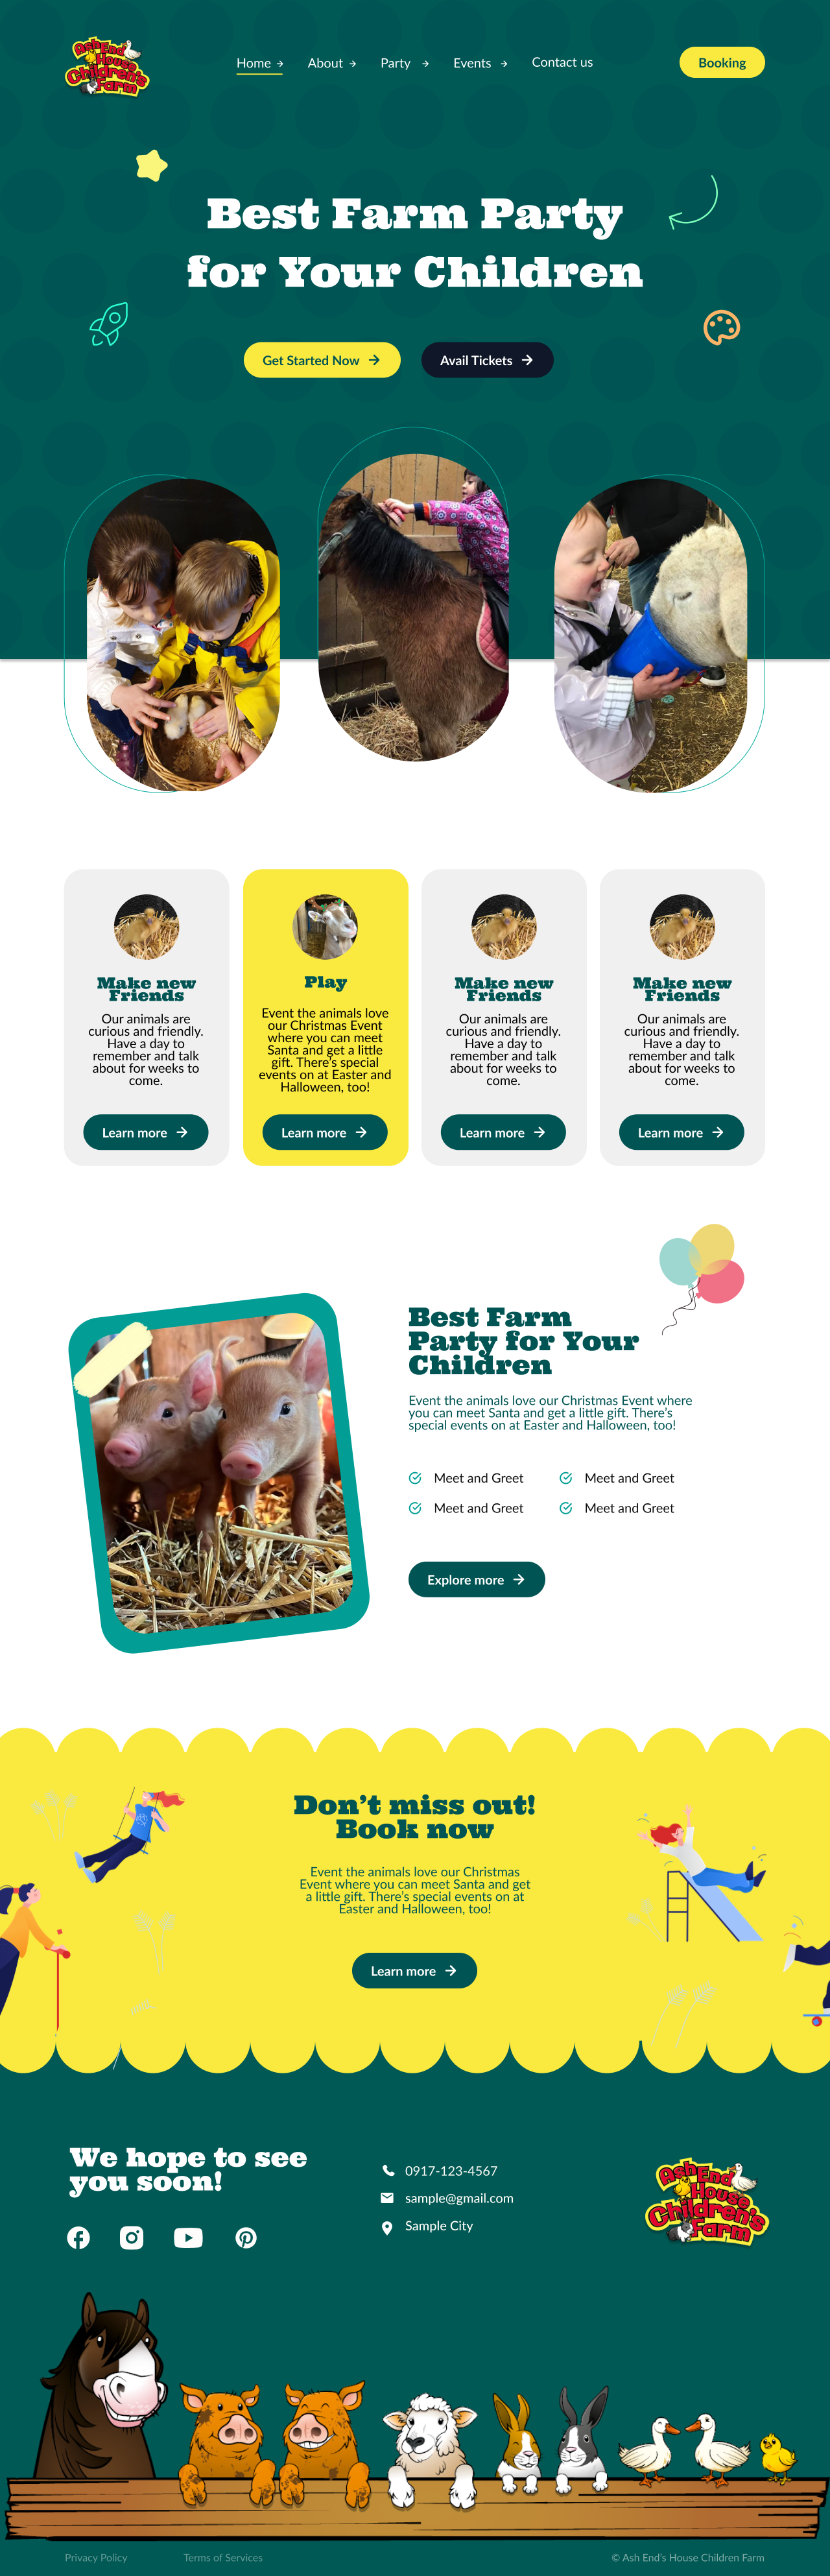 Ash End
House
Children's
Farm
Home
About
Party
Events
Contact us
Booking
Best Farm Party
for Your Children
Get Started Now
Avail Tickets
Make new
Friends
Our animals are
curious and friendly.
Have a day to
remember and talk
about for weeks to
come.
Learn more
Play
Event the animals love
our Christmas Event
where you can meet
Santa and get a little
gift. There's special
events on at Easter and
Halloween, too!
Learn more
Make new
Friends
Our animals are
curious and friendly.
Have a day to
remember and talk
about for weeks to
come.
Learn more
Make new
Friends
Our animals are
curious and friendly.
Have a day to
remember and talk
about for weeks to
come.
Learn more
Best Farm
Party for Your
Children
Event the animals love our Christmas Event where
you can meet Santa and get a little gift. There's
special events on at Easter and Halloween, too!
Meet and Greet
Meet and Greet
Meet and Greet
Meet and Greet
Explore more
Don't miss out!
Book now
Event the animals love our Christmas
Event where you can meet Santa and get
a little gift. There's special events on at
Easter and Halloween, too!
Learn more
We hope to see
you soon!
0917-123-4567
sample@gmail.com
Sample City
Ash End
House
Children's
Farm
Privacy Policy
Terms of Services
© Ash End's House Children Farm